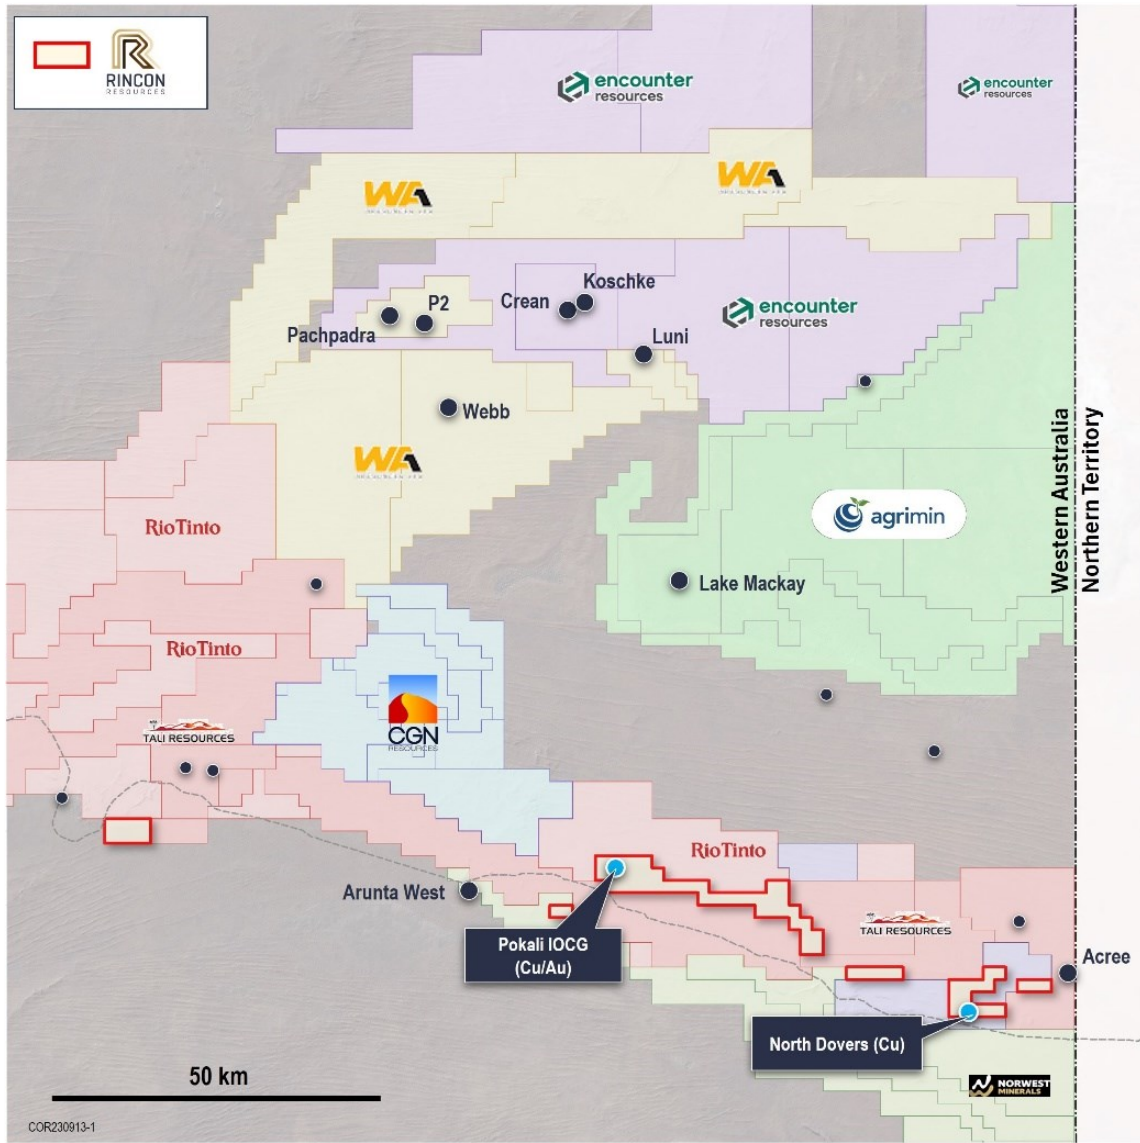 RINCON
RESOURCES
encounter
resources
encounter
resources
WA
WA
Koschke
Crean
P2
Pachpadra
encounter
resources
Luni
Webb
WA
Western Australia
Northern Territory
RioTinto
agrimin
Lake Mackay
RioTinto
CGN
RESOURCES
TALI RESOURCES
RioTinto
Arunta West
TALI RESOURCES
Pokali IOCG
(Cu/Au)
Acree
North Dovers (Cu)
50 km
NORWEST
MINERALS
COR230913-1